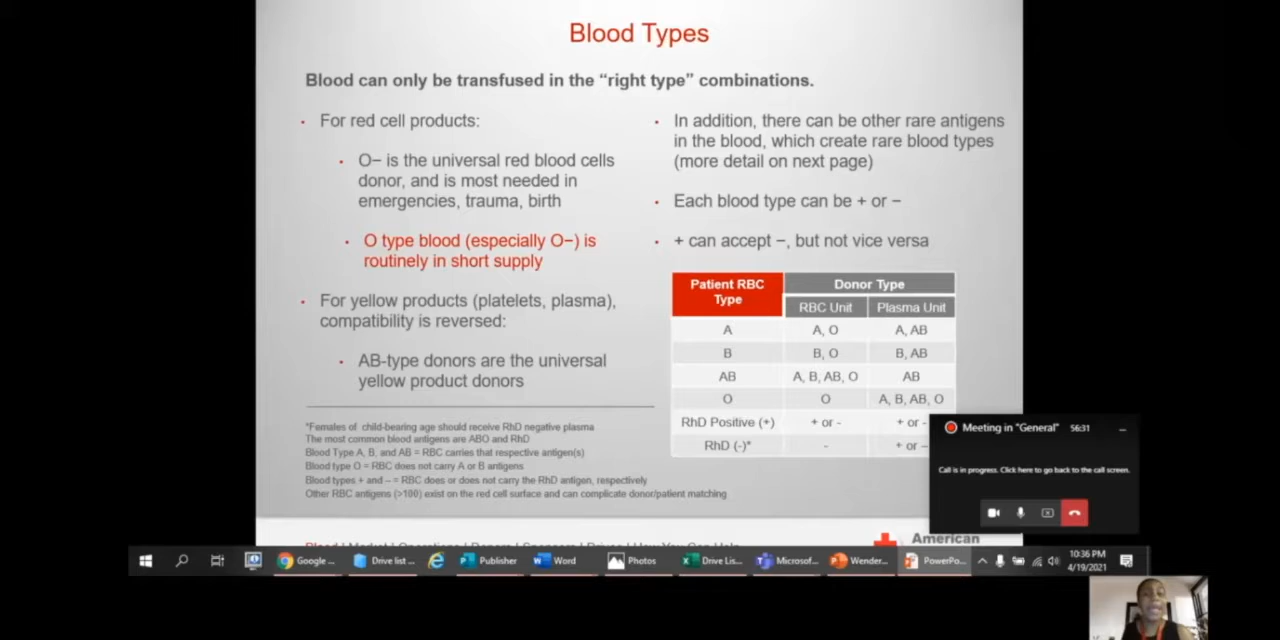 Blood Types
Blood can only be transfused in the “right type” combinations.
For red cell products:
O− is the universal red blood cells
donor, and is most needed in
emergencies, trauma, birth
O type blood (especially O−) is
routinely in short supply
For yellow products (platelets, plasma),
compatibility is reversed:
AB-type donors are the universal
yellow product donors
*Females of child-bearing age should receive RhD negative plasma
The most common blood antigens are ABO and RhD
Blood Type A, B, and AB = RBC carries that respective antigen(s)
Blood type O = RBC does not carry A or B antigens
Blood types + and – = RBC does or does not carry the RhD antigen, respectively
Other RBC antigens (>100) exist on the red cell surface and can complicate donor/patient matching
In addition, there can be other rare antigens
in the blood, which create rare blood types
(more detail on next page)
Each blood type can be + or −
+ can accept −, but not vice versa
Patient RBC Type
Donor Type
RBC Unit Plasma Unit
A A, O A, AB
B B, O B, AB
AB A, B, AB, O AB
O O A, B, AB, O
RhD Positive (+) + or - + or -
RhD (-)* - + or –
Meeting in "General" 56:31
Call is in progress. Click here to go back to the call screen.
American
Google ... Drive list ... Publisher Word Photos Drive Lis... Microsof... Wender... PowerPo...
10:36 PM
4/19/2021